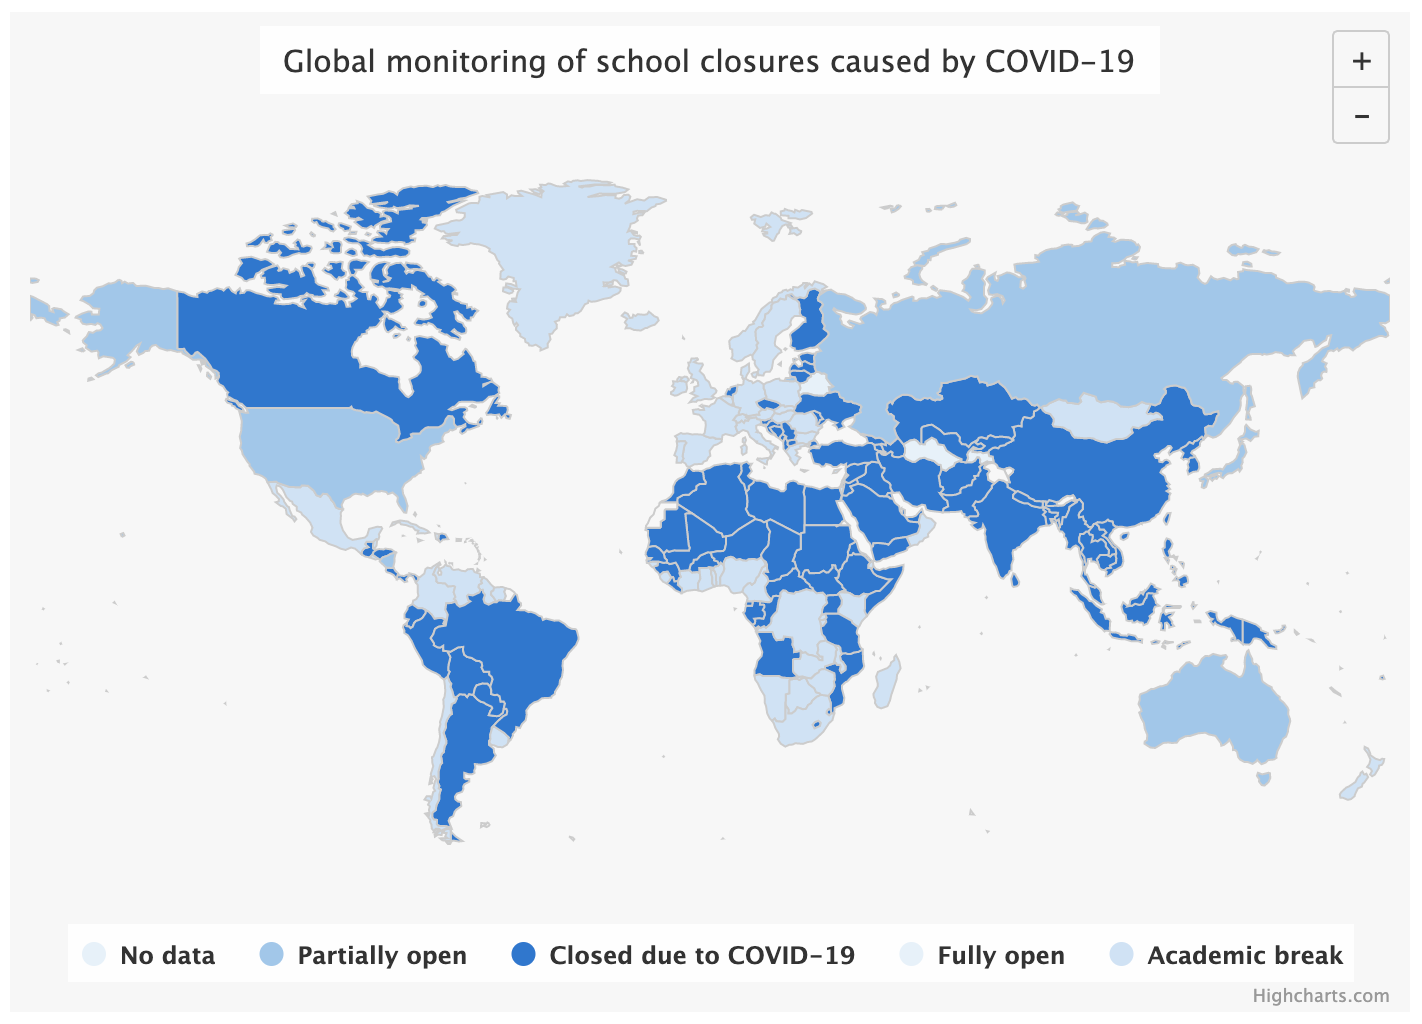 Global monitoring of school closures caused by COVID-19
+
−
No data
Partially open
Closed due to COVID-19
Fully open
Academic break
Highcharts.com